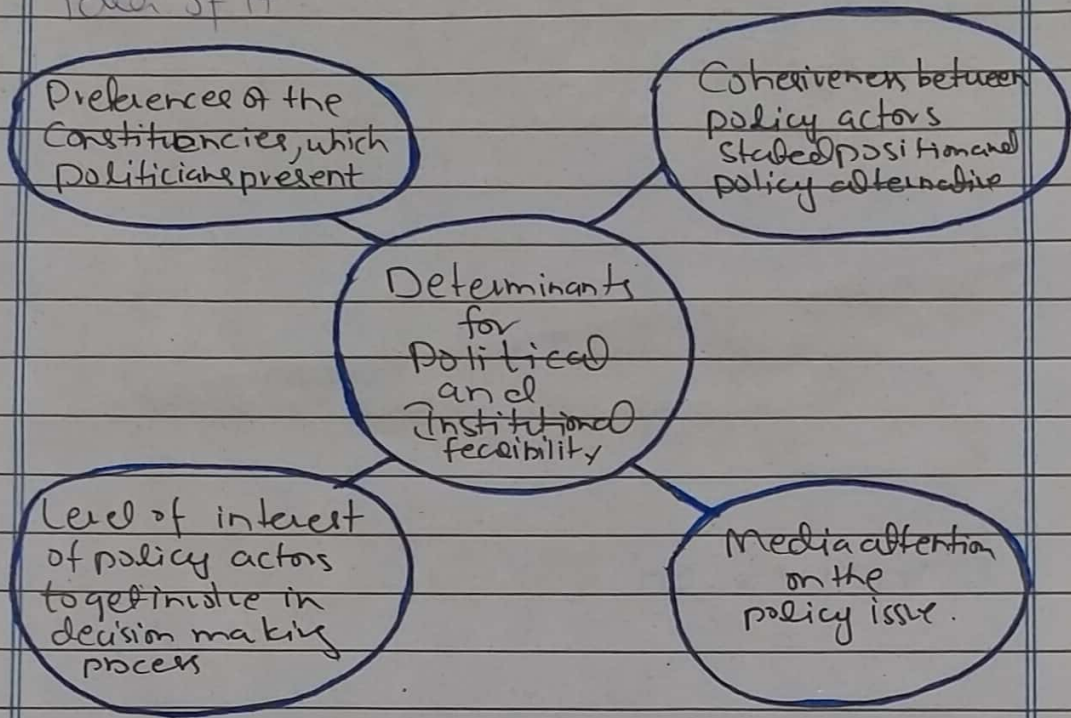 Preferences of the
Constituencies, which
politicians present
Cohesiveness between
policy actors
stated position and
policy alternative
Determinants
for
Political
and
Institutional
feasibility
Level of interest
of policy actors
to get involve in
decision making
process
Media attention
on the
policy issue.